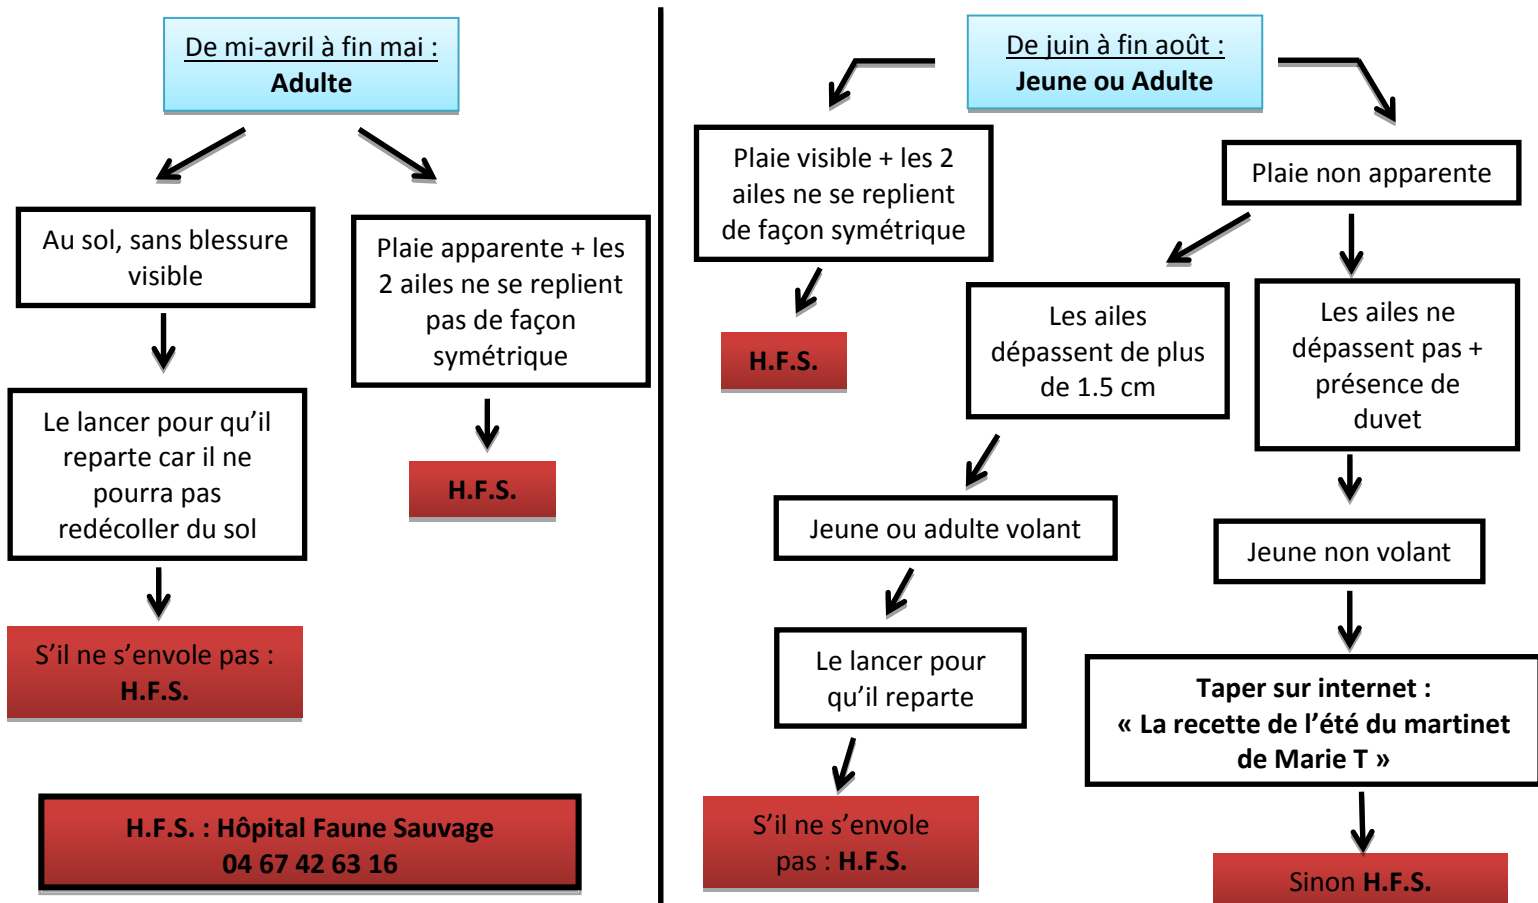 De mi-avril à fin mai :
Adulte
Au sol, sans blessure
visible
Le lancer pour qu'il
reparte car il ne
pourra pas
redécoller du sol
S'il ne s'envole pas :
H.F.S.
Plaie apparente + les
2 ailes ne se replient
pas de façon
symétrique
H.F.S.
H.F.S. : Hôpital Faune Sauvage
04 67 42 63 16
De juin à fin août :
Jeune ou Adulte
Plaie visible + les 2
ailes ne se replient
de façon symétrique
H.F.S.
Plaie non apparente
Les ailes
dépassent de plus
de 1.5 cm
Jeune ou adulte volant
Le lancer pour
qu'il reparte
S'il ne s'envole
pas : H.F.S.
Les ailes ne
dépassent pas +
présence de
duvet
Jeune non volant
Taper sur internet :
« La recette de l'été du martinet
de Marie T »
Sinon H.F.S.